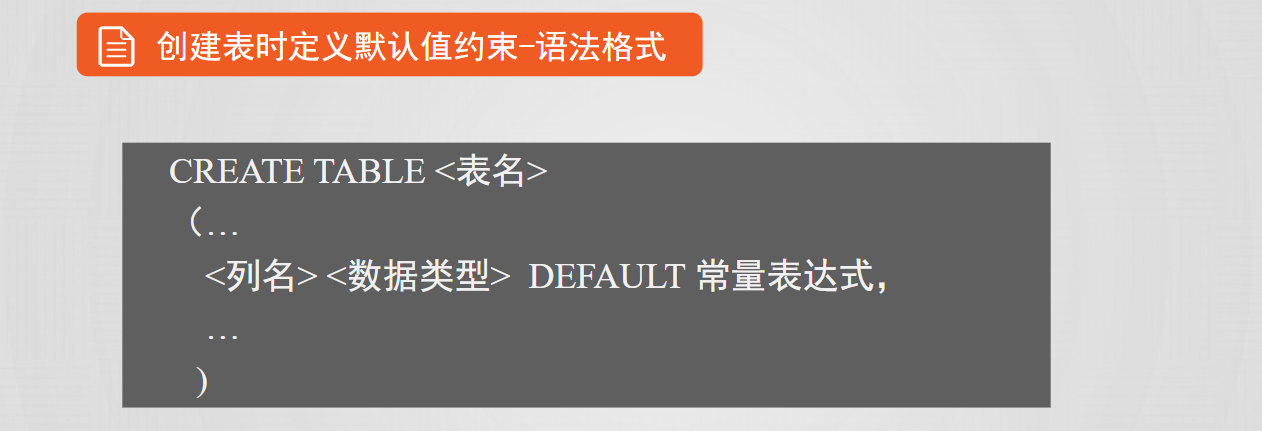 创建表时定义默认值约束-语法格式
CREATE TABLE <表名>
（…
<列名> <数据类型> DEFAULT 常量表达式，
…
)